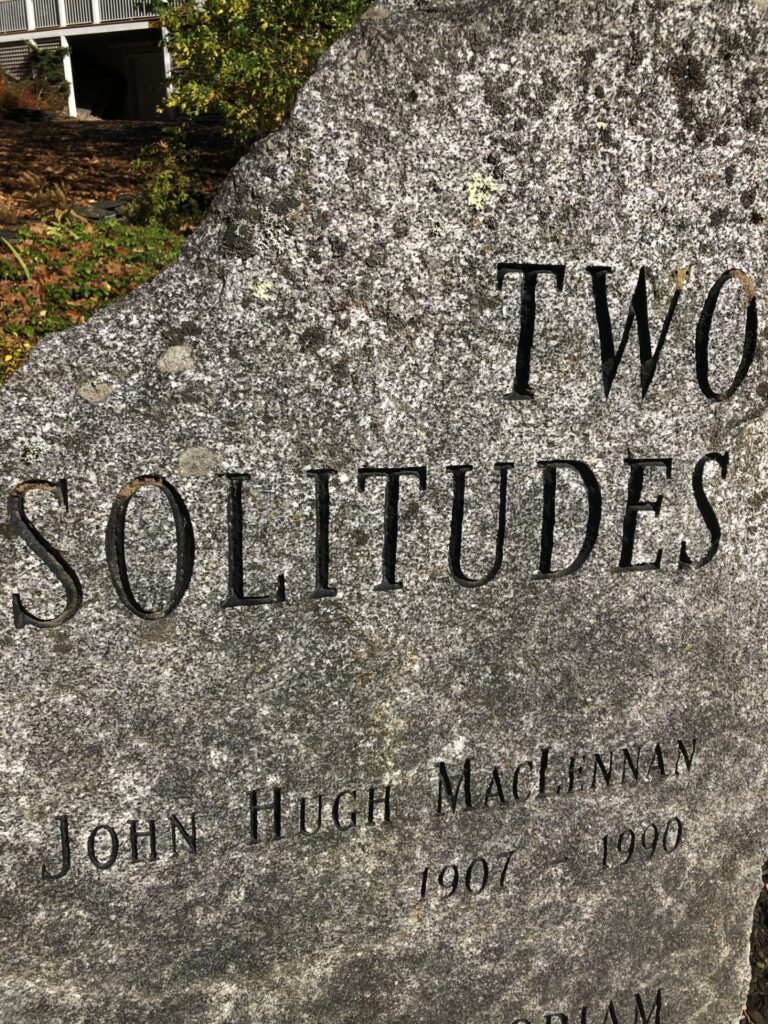 TWO
SOLITUDES
JOHN HUGH MACLENNAN
1907 - 1990